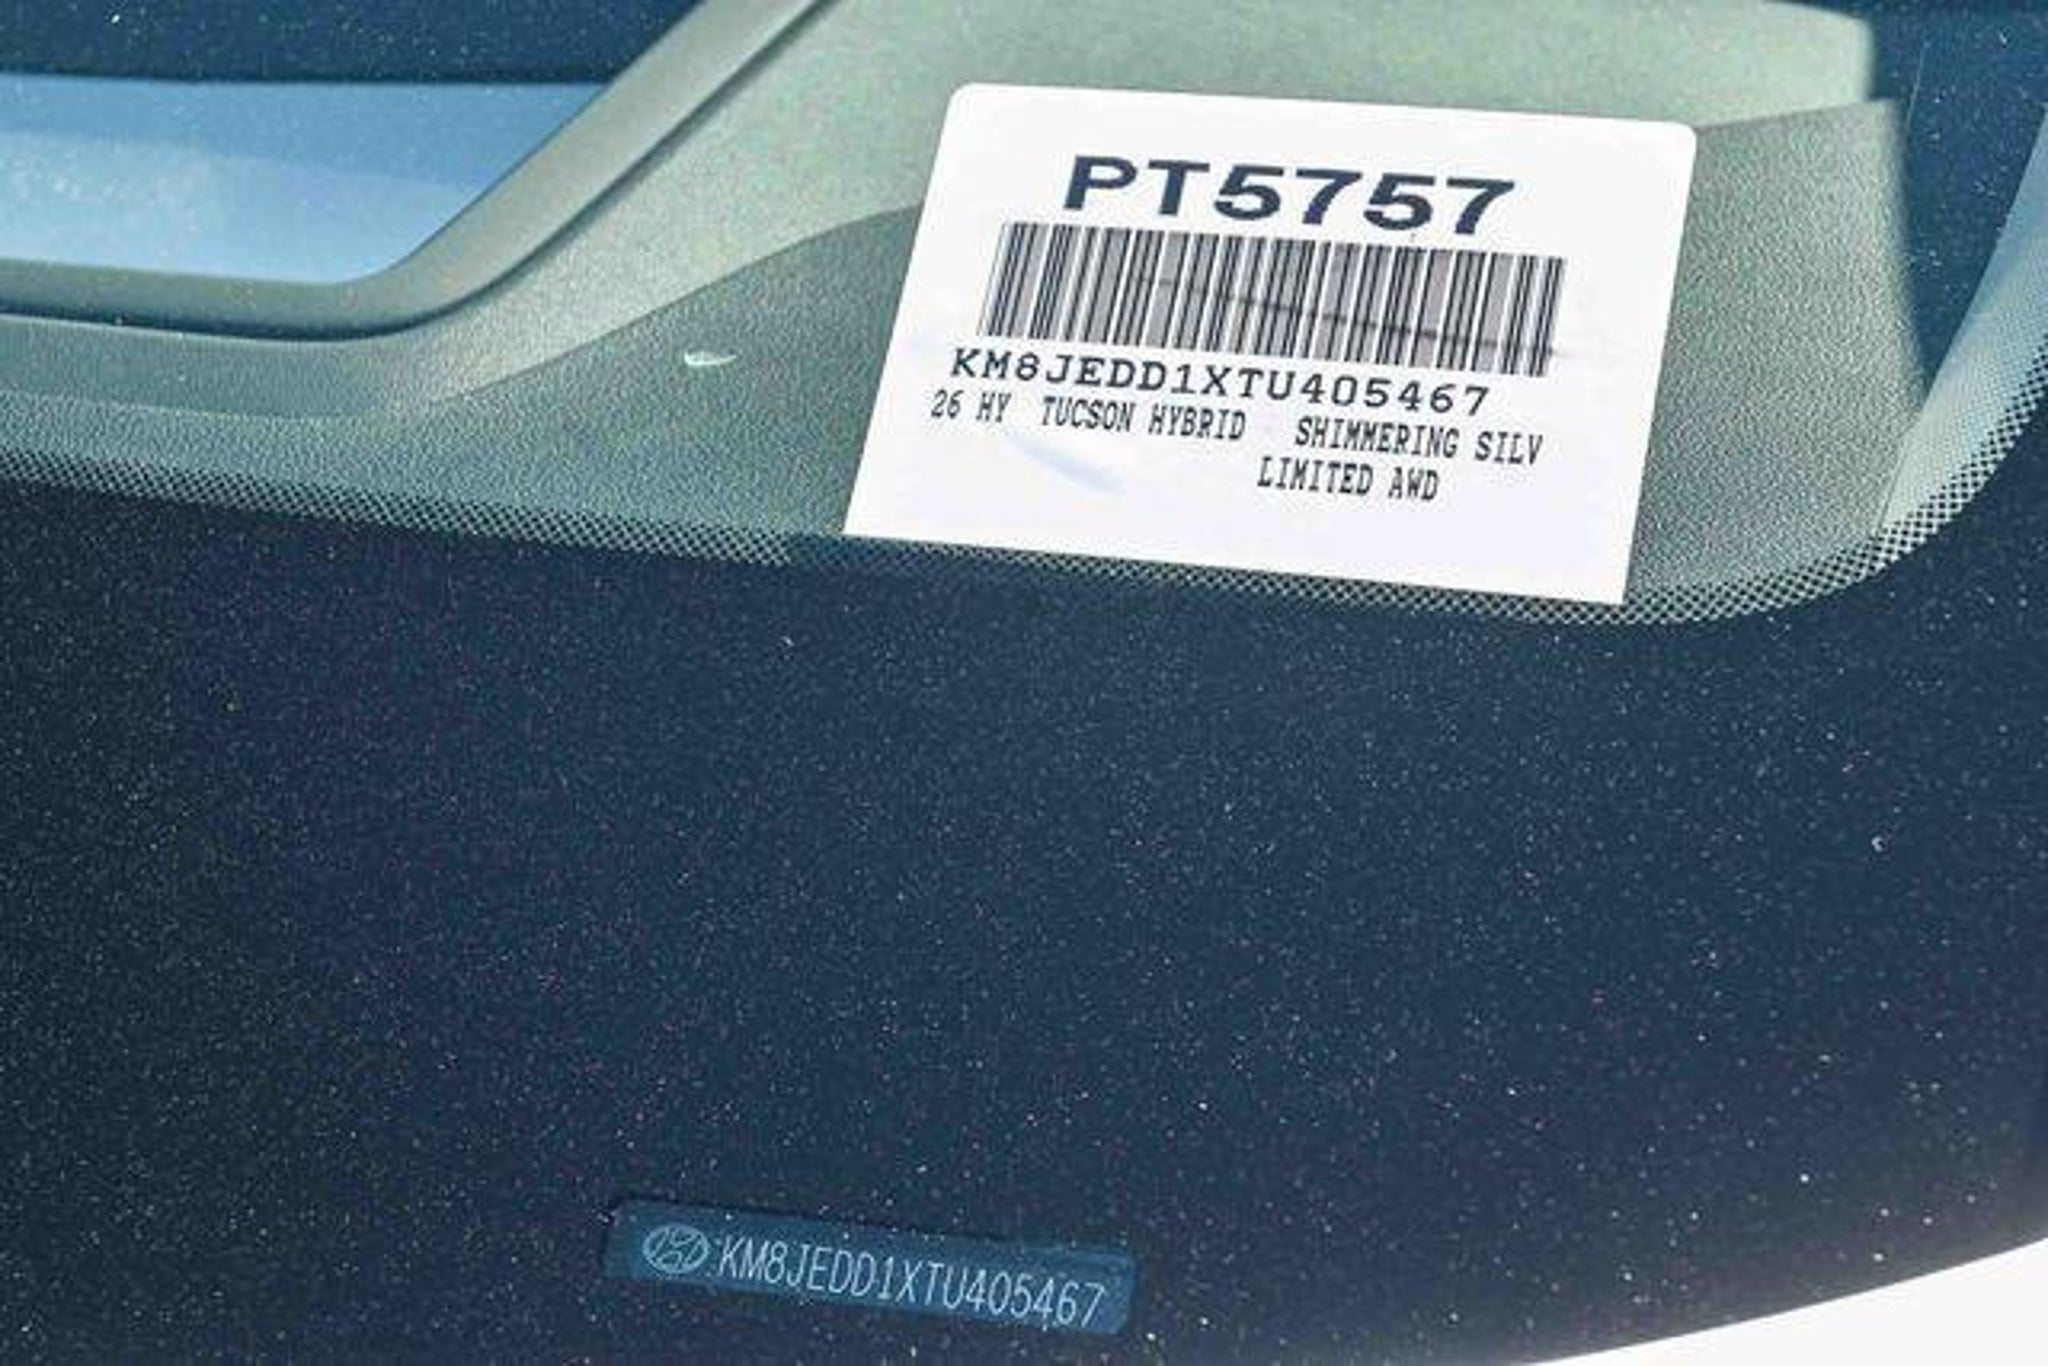 PT5757
KM8JEDD1XTU405467
26 HY TUCSON HYBRID SHIMMERING SILV
LIMITED AWD
KM8JEDD1XTU405467